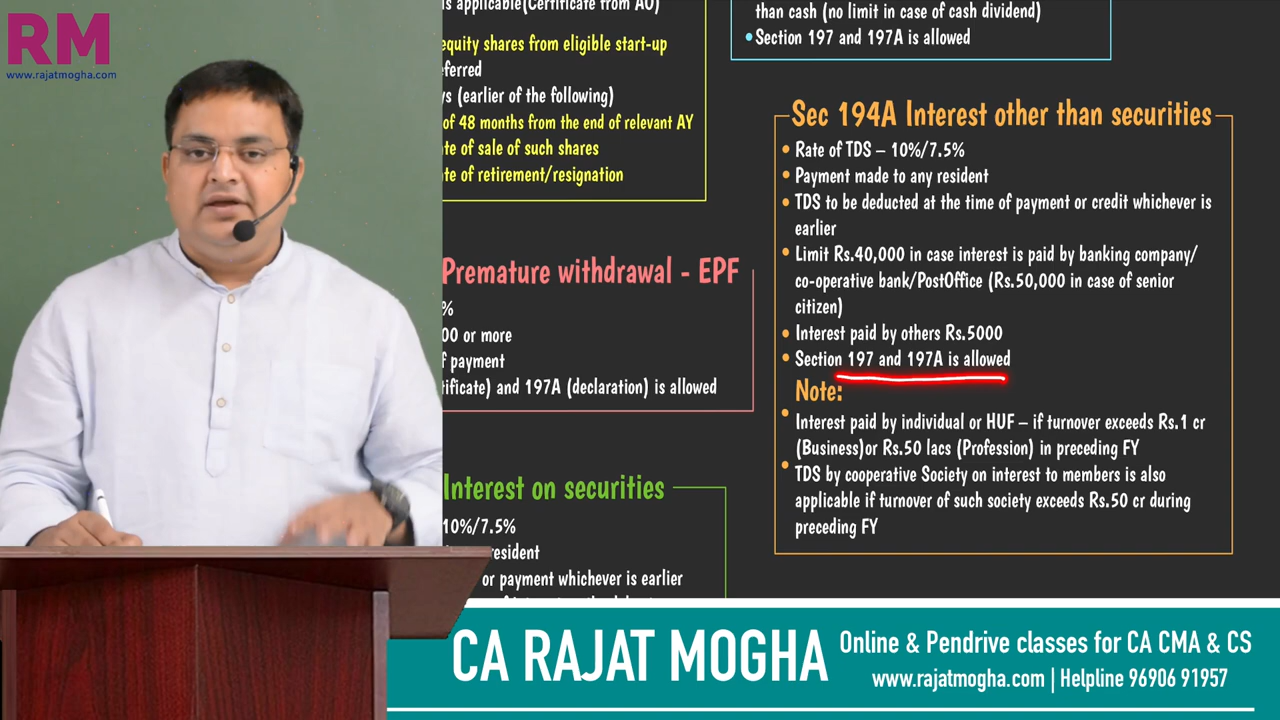 RM
www.rajatmogha.com
is applicable(Certificate from AO)
equity shares from eligible start-up
ferred
ys (earlier of the following)
of 48 months from the end of relevant AY
te of sale of such shares
te of retirement/resignation
Premature withdrawal - EPF
%
00 or more
f payment
tificate) and 197A (declaration) is allowed
Interest on securities
10%/7.5%
resident
or payment whichever is earlier
than cash (no limit in case of cash dividend)
•Section 197 and 197A is allowed
Sec 194A Interest other than securities
• Rate of TDS – 10%/7.5%
• Payment made to any resident
• TDS to be deducted at the time of payment or credit whichever is
earlier
• Limit Rs.40,000 in case interest is paid by banking company/
co-operative bank/PostOffice (Rs.50,000 in case of senior
citizen)
• Interest paid by others Rs.5000
• Section 197 and 197A is allowed
Note:
• Interest paid by individual or HUF – if turnover exceeds Rs.1 cr
(Business)or Rs.50 lacs (Profession) in preceding FY
• TDS by cooperative Society on interest to members is also
applicable if turnover of such society exceeds Rs.50 cr during
preceding FY
CA RAJAT MOGHA
Online & Pendrive classes for CA CMA & CS
www.rajatmogha.com | Helpline 96906 91957